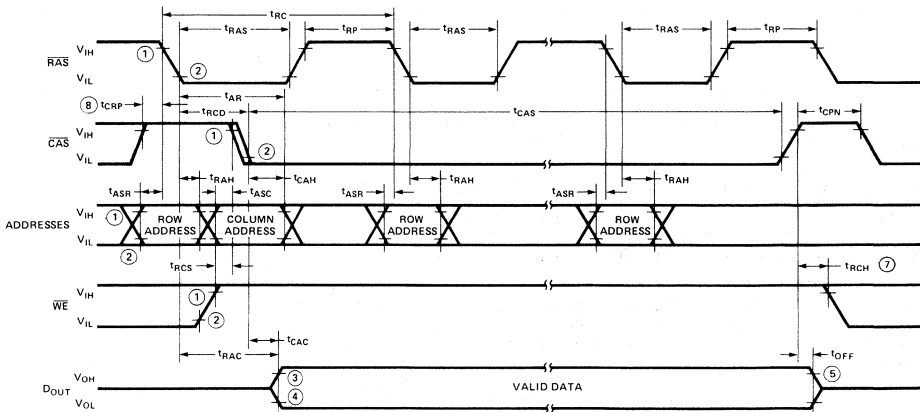 tRC
tRAS tRP tRAS tRAS tRP
VIH 1
RAS
VIL 2
tAR
8 tCRP tRCD tCAS tCPN
VIH 1
CAS
VIL 2
tRAH tCAH tRAH tRAH
tASR tASC tASR tASR
VIH 1
ADDRESSES ROW ADDRESS COLUMN ADDRESS ROW ADDRESS ROW ADDRESS
VIL 2
tRCS tRCH 7
VIH 1
WE
VIL 2
tCAC
tRAC tOFF
VOH 3 5
DOUT VALID DATA
VOL 4